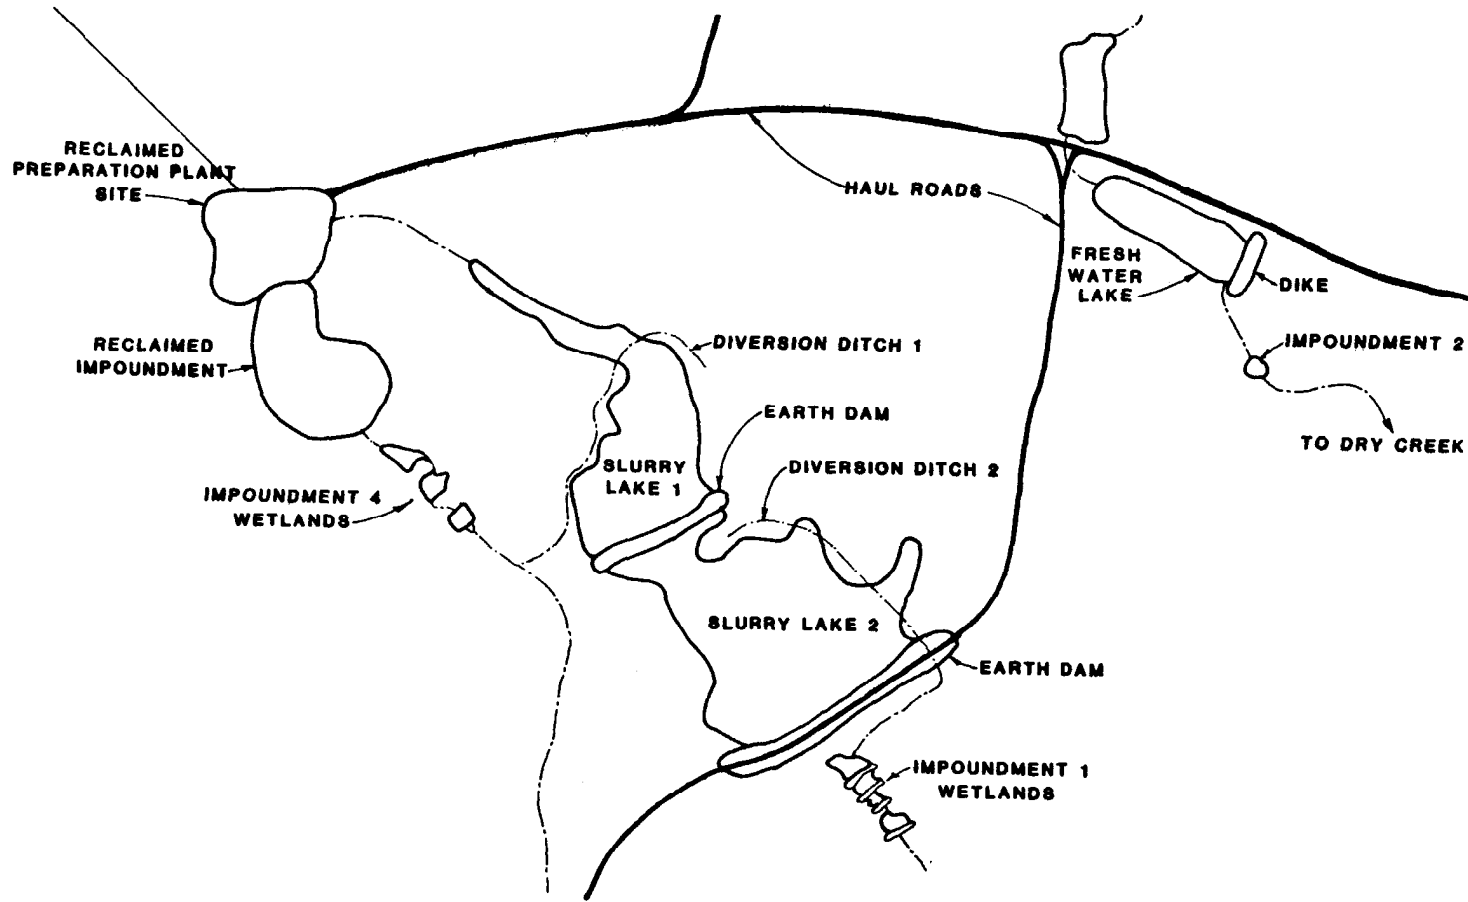 RECLAIMED
PREPARATION PLANT
SITE
HAUL ROADS
FRESH
WATER
LAKE
DIKE
RECLAIMED
IMPOUNDMENT
DIVERSION DITCH 1
IMPOUNDMENT 2
EARTH DAM
TO DRY CREEK
SLURRY
LAKE 1
DIVERSION DITCH 2
IMPOUNDMENT 4
WETLANDS
SLURRY LAKE 2
EARTH DAM
IMPOUNDMENT 1
WETLANDS